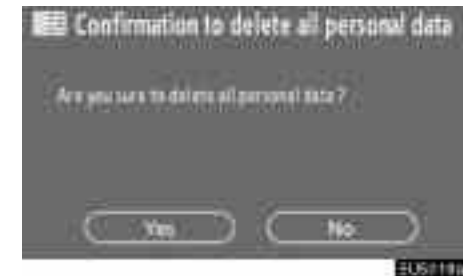 Confirmation to delete all personal data
Are you sure to delete all personal data?
Yes
No